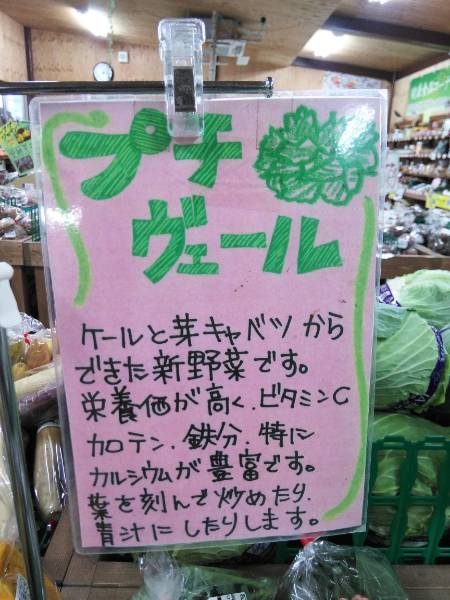 プチ
ヴェール
ケールと芽キャベツから
できた新野菜です。
栄養価が高く、ビタミンC
カロテン、鉄分、特に
カルシウムが豊富です。
葉を刻んで炒めたり、
青汁にしたりします。